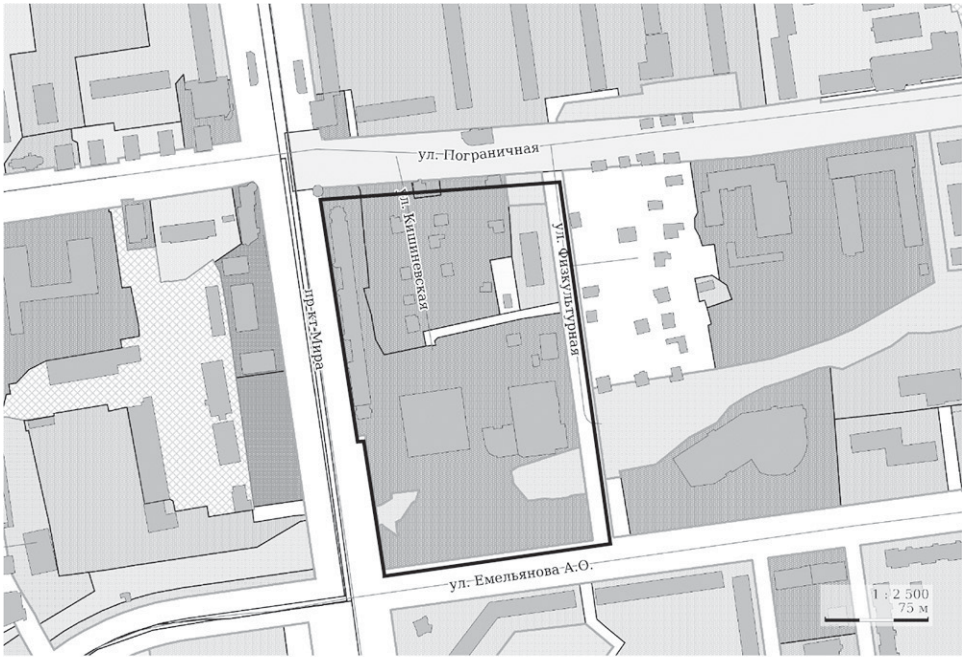 ул. Пограничная
ул. Кишиневская
ул. Физкультурная
пр-кт Мира
ул. Емельянова А.О.
1 : 2 500
75 м